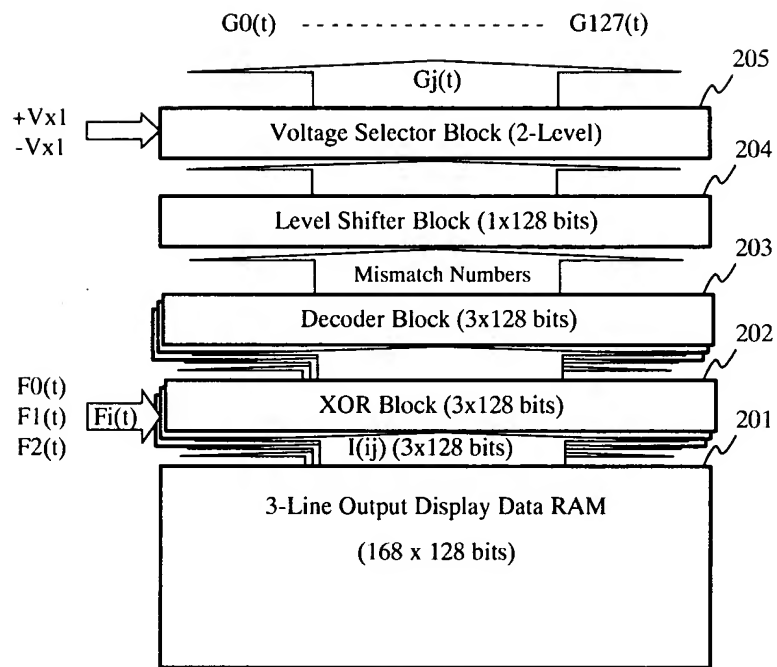 G0(t) - - - - - - - - - - - - - - G127(t)
205
Gj(t)
+Vx1
-Vx1
Voltage Selector Block (2-Level)
204
Level Shifter Block (1x128 bits)
203
Mismatch Numbers
Decoder Block (3x128 bits)
202
F0(t)
F1(t)
F2(t)
Fi(t)
XOR Block (3x128 bits)
201
I(ij) (3x128 bits)
3-Line Output Display Data RAM
(168 x 128 bits)